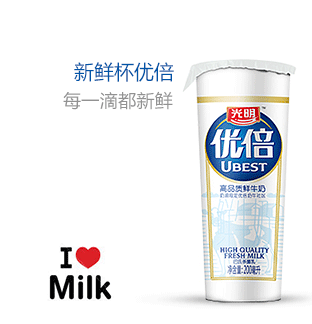 新鲜杯优倍
每一滴都新鲜
光明
优倍
UBEST
高品质鲜牛奶
HIGH QUALITY
FRESH MILK
净含量:200毫升
I ♥
Milk